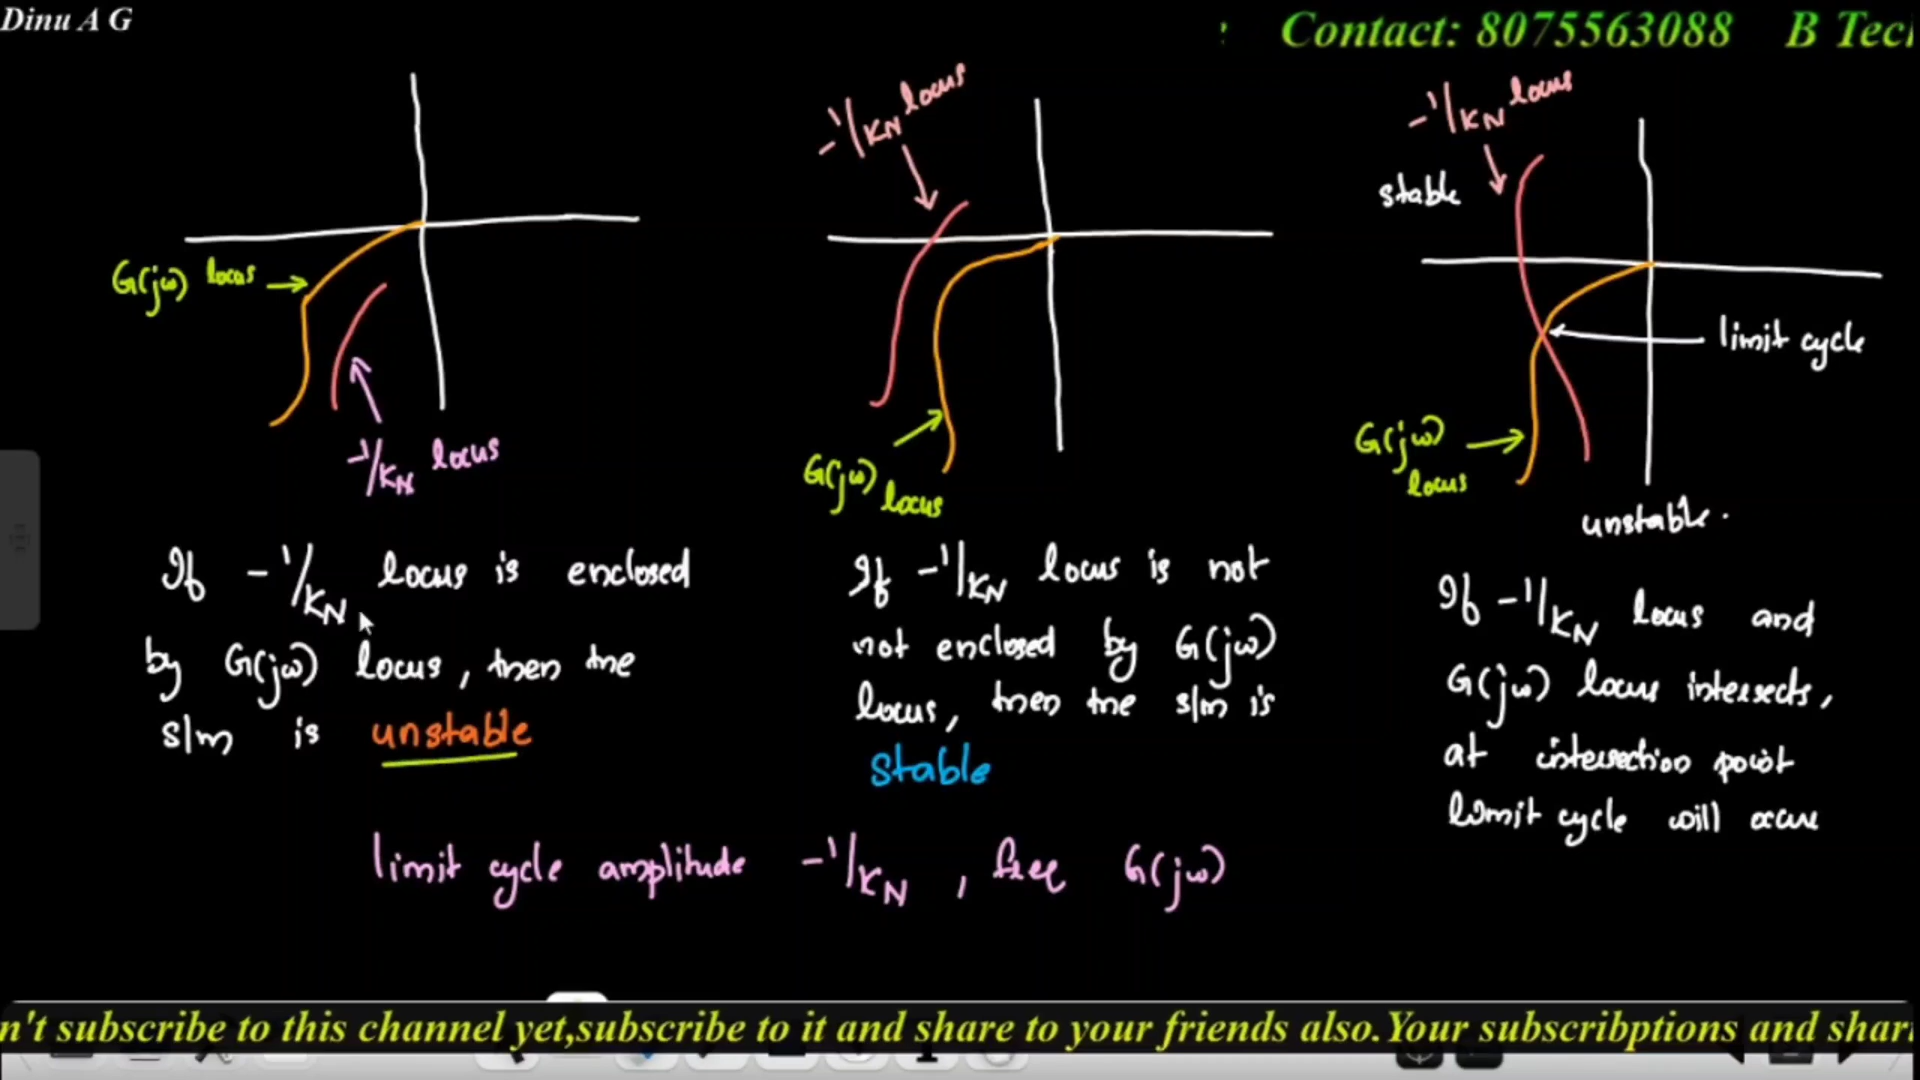 Dinu A G
Contact: 8075563088 B Tech
-1/KN locus
-1/KN locus
stable
G(jω) locus
limit cycle
-1/KN locus
G(jω) locus
G(jω)
locus
unstable.
If -1/KN locus is enclosed
by G(jω) locus, then the
s/m is unstable
If -1/KN locus is not
not enclosed by G(jω)
locus, then the s/m is
stable
If -1/KN locus and
G(jω) locus intersects,
at intersection point
limit cycle will occur
limit cycle amplitude -1/KN, freq G(jω)
n't subscribe to this channel yet,subscribe to it and share to your friends also.Your subscribptions and shar